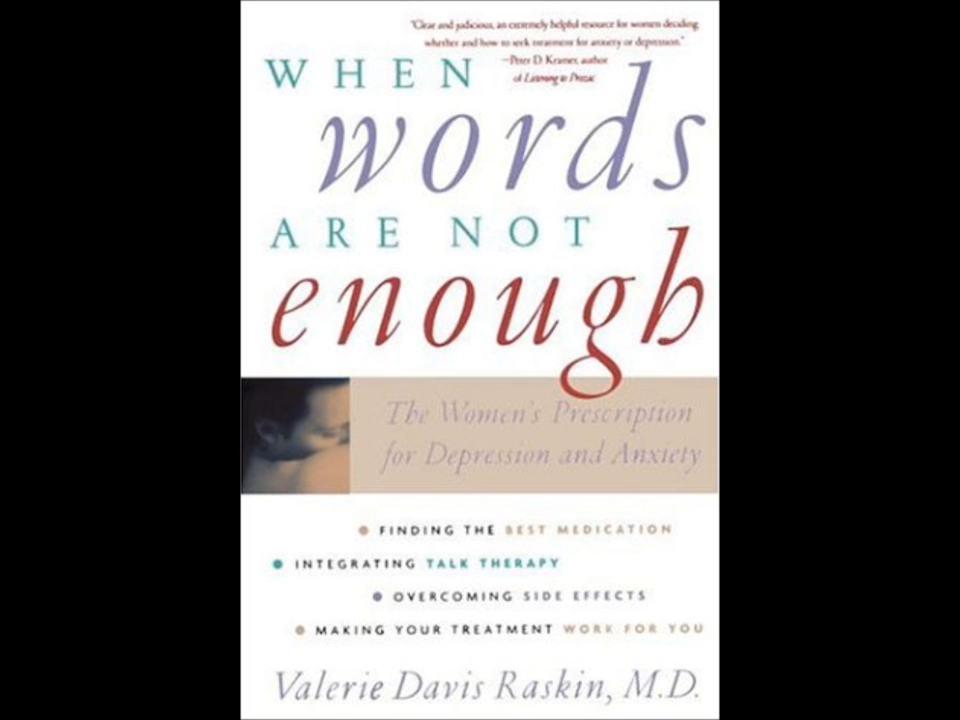 "Clear and judicious, an extremely helpful resource for women deciding
whether and how to seek treatment for anxiety or depression."
—Peter D. Kramer, author
of Listening to Prozac
WHEN
words
ARE NOT
enough
The Women's Prescription
for Depression and Anxiety
• FINDING THE BEST MEDICATION
• INTEGRATING TALK THERAPY
• OVERCOMING SIDE EFFECTS
• MAKING YOUR TREATMENT WORK FOR YOU
Valerie Davis Raskin, M.D.